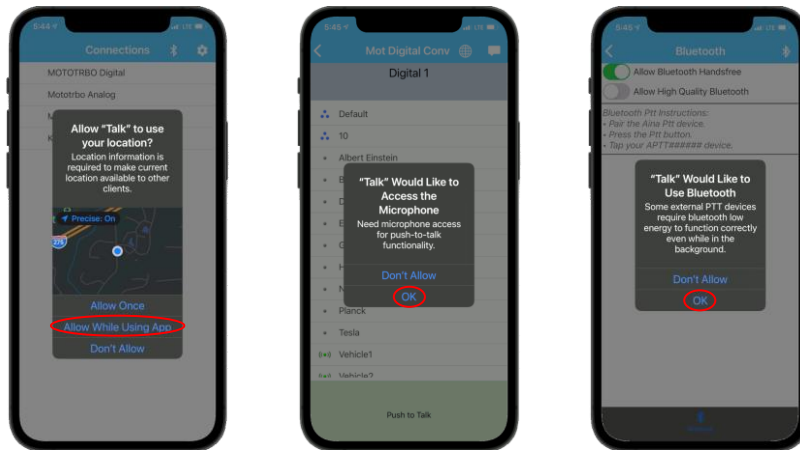 5:44
LTE
Connections
MOTOTRBO Digital
Mototrbo Analog
M
K
Allow "Talk" to use
your location?
Location information is
required to make current
location available to other
clients.
Precise: On
275
Allow Once
Allow While Using App
Don't Allow
5:45
LTE
Mot Digital Conv
Digital 1
Default
10
Albert Einstein
B
D
E
G
H
N
Planck
Tesla
Vehicle1
Vehicle2
"Talk" Would Like to
Access the
Microphone
Need microphone access
for push-to-talk
functionality.
Don't Allow
OK
Push to Talk
5:45
LTE
Bluetooth
Allow Bluetooth Handsfree
Allow High Quality Bluetooth
Bluetooth Ptt Instructions:
• Pair the Aina Ptt device.
• Press the Ptt button.
• Tap your APTT###### device.
"Talk" Would Like to
Use Bluetooth
Some external PTT devices
require bluetooth low
energy to function correctly
even while in the
background.
Don't Allow
OK